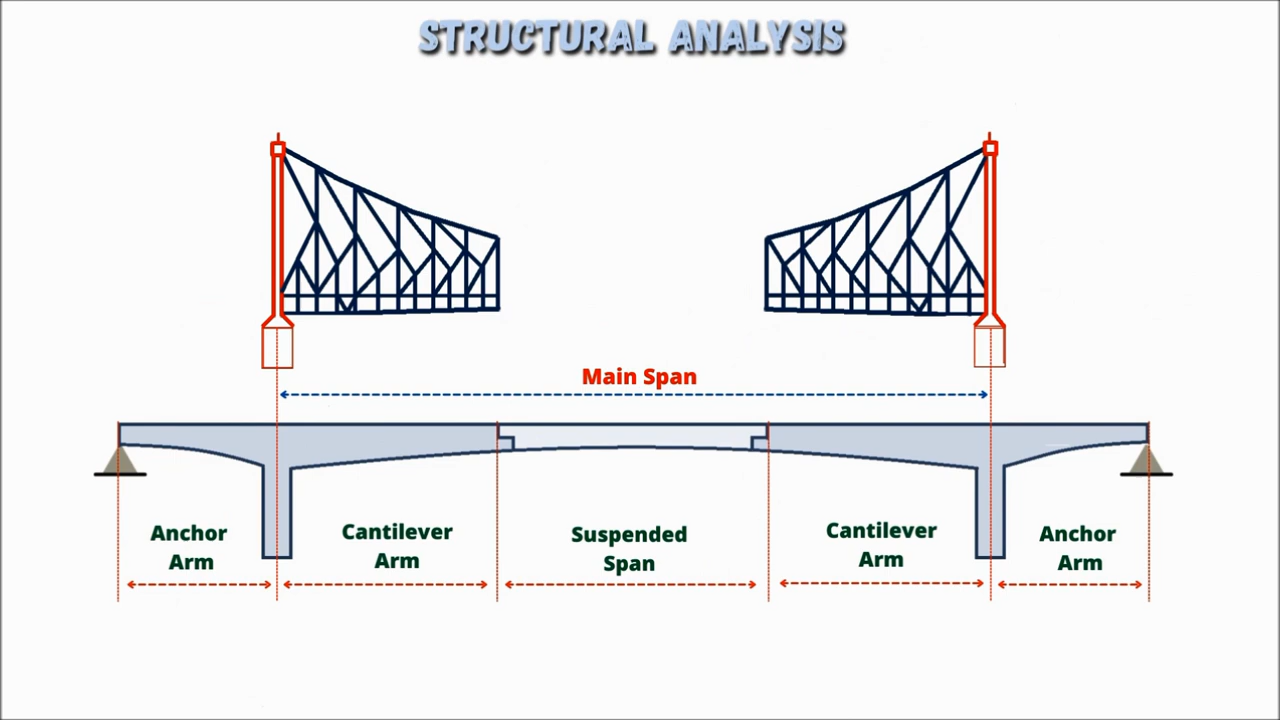 STRUCTURAL ANALYSIS
Main Span
Anchor
Arm
Cantilever
Arm
Suspended
Span
Cantilever
Arm
Anchor
Arm